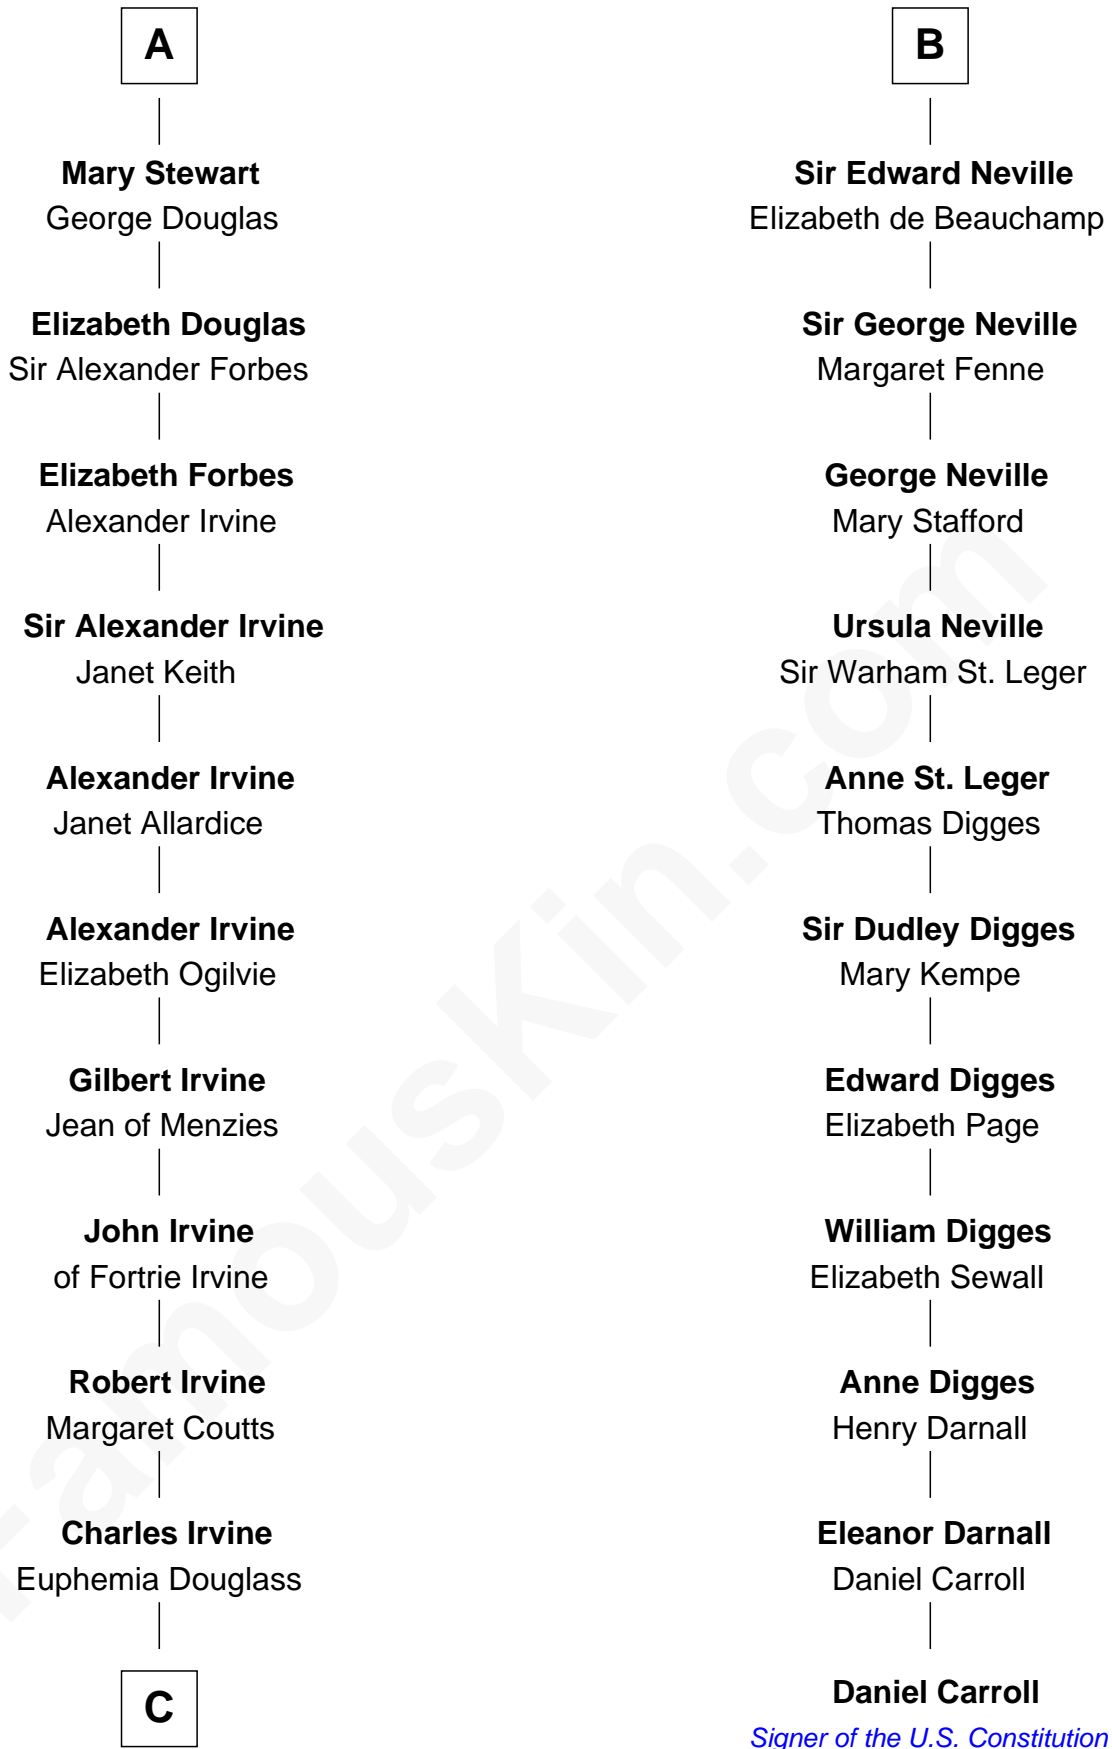 A
Mary Stewart
George Douglas
Elizabeth Douglas
Sir Alexander Forbes
Elizabeth Forbes
Alexander Irvine
Sir Alexander Irvine
Janet Keith
Alexander Irvine
Janet Allardice
Alexander Irvine
Elizabeth Ogilvie
Gilbert Irvine
Jean of Menzies
John Irvine
of Fortrie Irvine
Robert Irvine
Margaret Coutts
Charles Irvine
Euphemia Douglass
C
B
Sir Edward Neville
Elizabeth de Beauchamp
Sir George Neville
Margaret Fenne
George Neville
Mary Stafford
Ursula Neville
Sir Warham St. Leger
Anne St. Leger
Thomas Digges
Sir Dudley Digges
Mary Kempe
Edward Digges
Elizabeth Page
William Digges
Elizabeth Sewall
Anne Digges
Henry Darnall
Eleanor Darnall
Daniel Carroll
Daniel Carroll
Signer of the U.S. Constitution
FamousKin.com